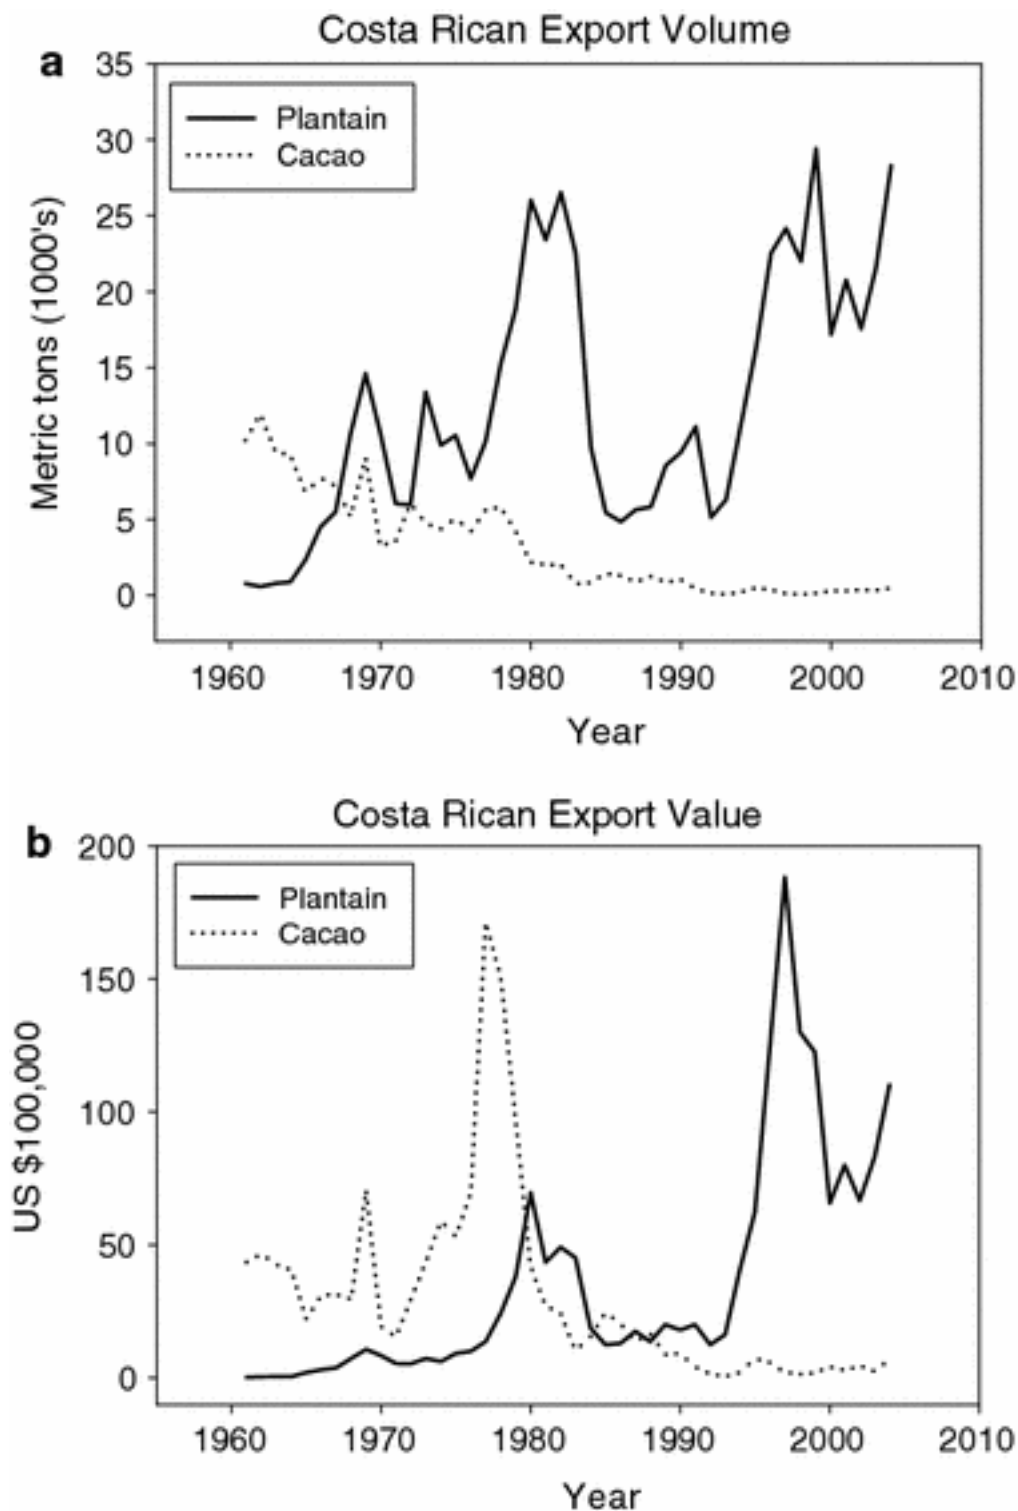 Costa Rican Export Volume
a
35
Plantain
Cacao
30
25
20
15
10
5
0
Metric tons (1000's)
1960 1970 1980 1990 2000 2010
Year
Costa Rican Export Value
b
200
Plantain
Cacao
150
100
50
0
US $100,000
1960 1970 1980 1990 2000 2010
Year